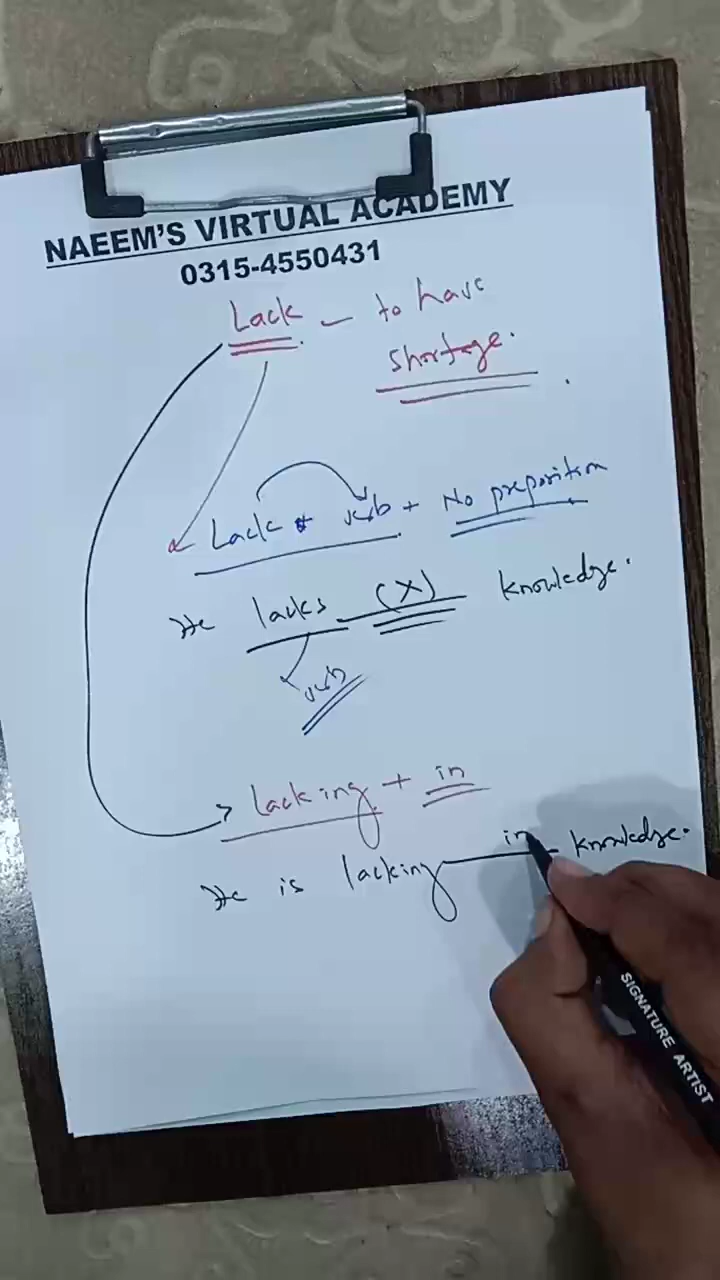 NAEEM'S VIRTUAL ACADEMY
0315-4550431
Lack – to have
shortage.
Lack verb + No preposition
He lacks (X) knowledge.
verb
lacking + in
He is lacking in knowledge.
SIGNATURE ARTIST